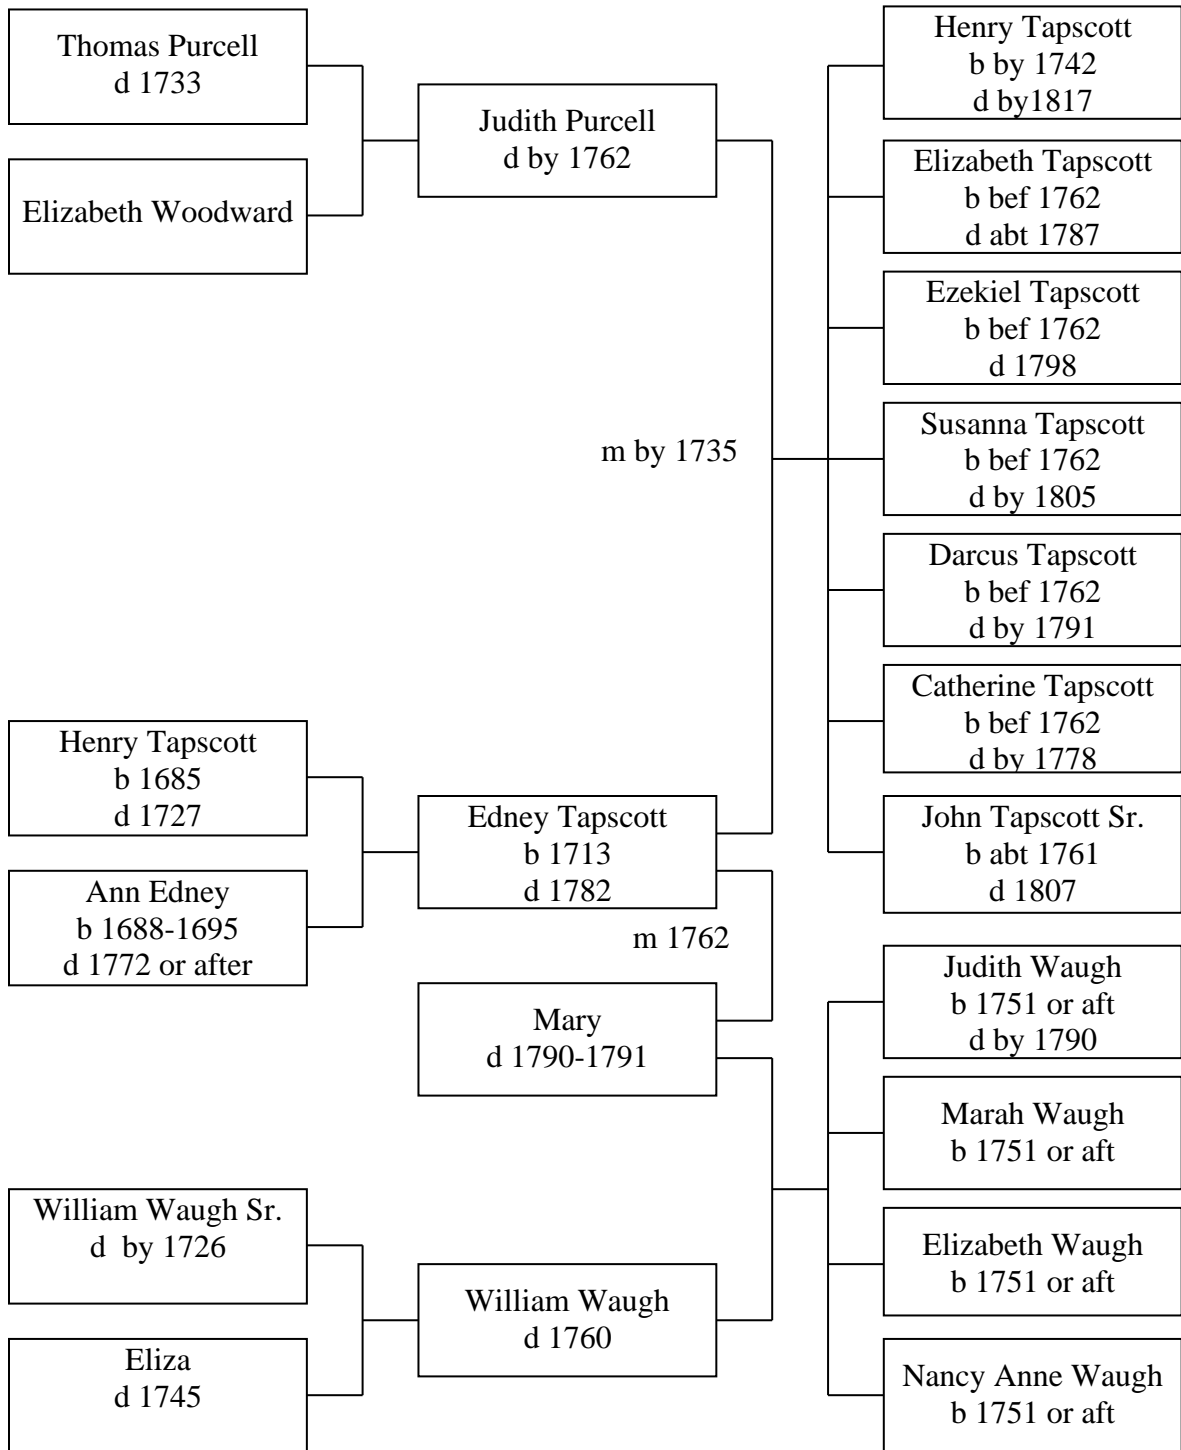 Thomas Purcell
d 1733
Elizabeth Woodward
Judith Purcell
d by 1762
Henry Tapscott
b by 1742
d by1817
Elizabeth Tapscott
b bef 1762
d abt 1787
Ezekiel Tapscott
b bef 1762
d 1798
m by 1735
Susanna Tapscott
b bef 1762
d by 1805
Darcus Tapscott
b bef 1762
d by 1791
Catherine Tapscott
b bef 1762
d by 1778
John Tapscott Sr.
b abt 1761
d 1807
Henry Tapscott
b 1685
d 1727
Ann Edney
b 1688-1695
d 1772 or after
Edney Tapscott
b 1713
d 1782
m 1762
Mary
d 1790-1791
Judith Waugh
b 1751 or aft
d by 1790
Marah Waugh
b 1751 or aft
Elizabeth Waugh
b 1751 or aft
Nancy Anne Waugh
b 1751 or aft
William Waugh Sr.
d  by 1726
Eliza
d 1745
William Waugh
d 1760